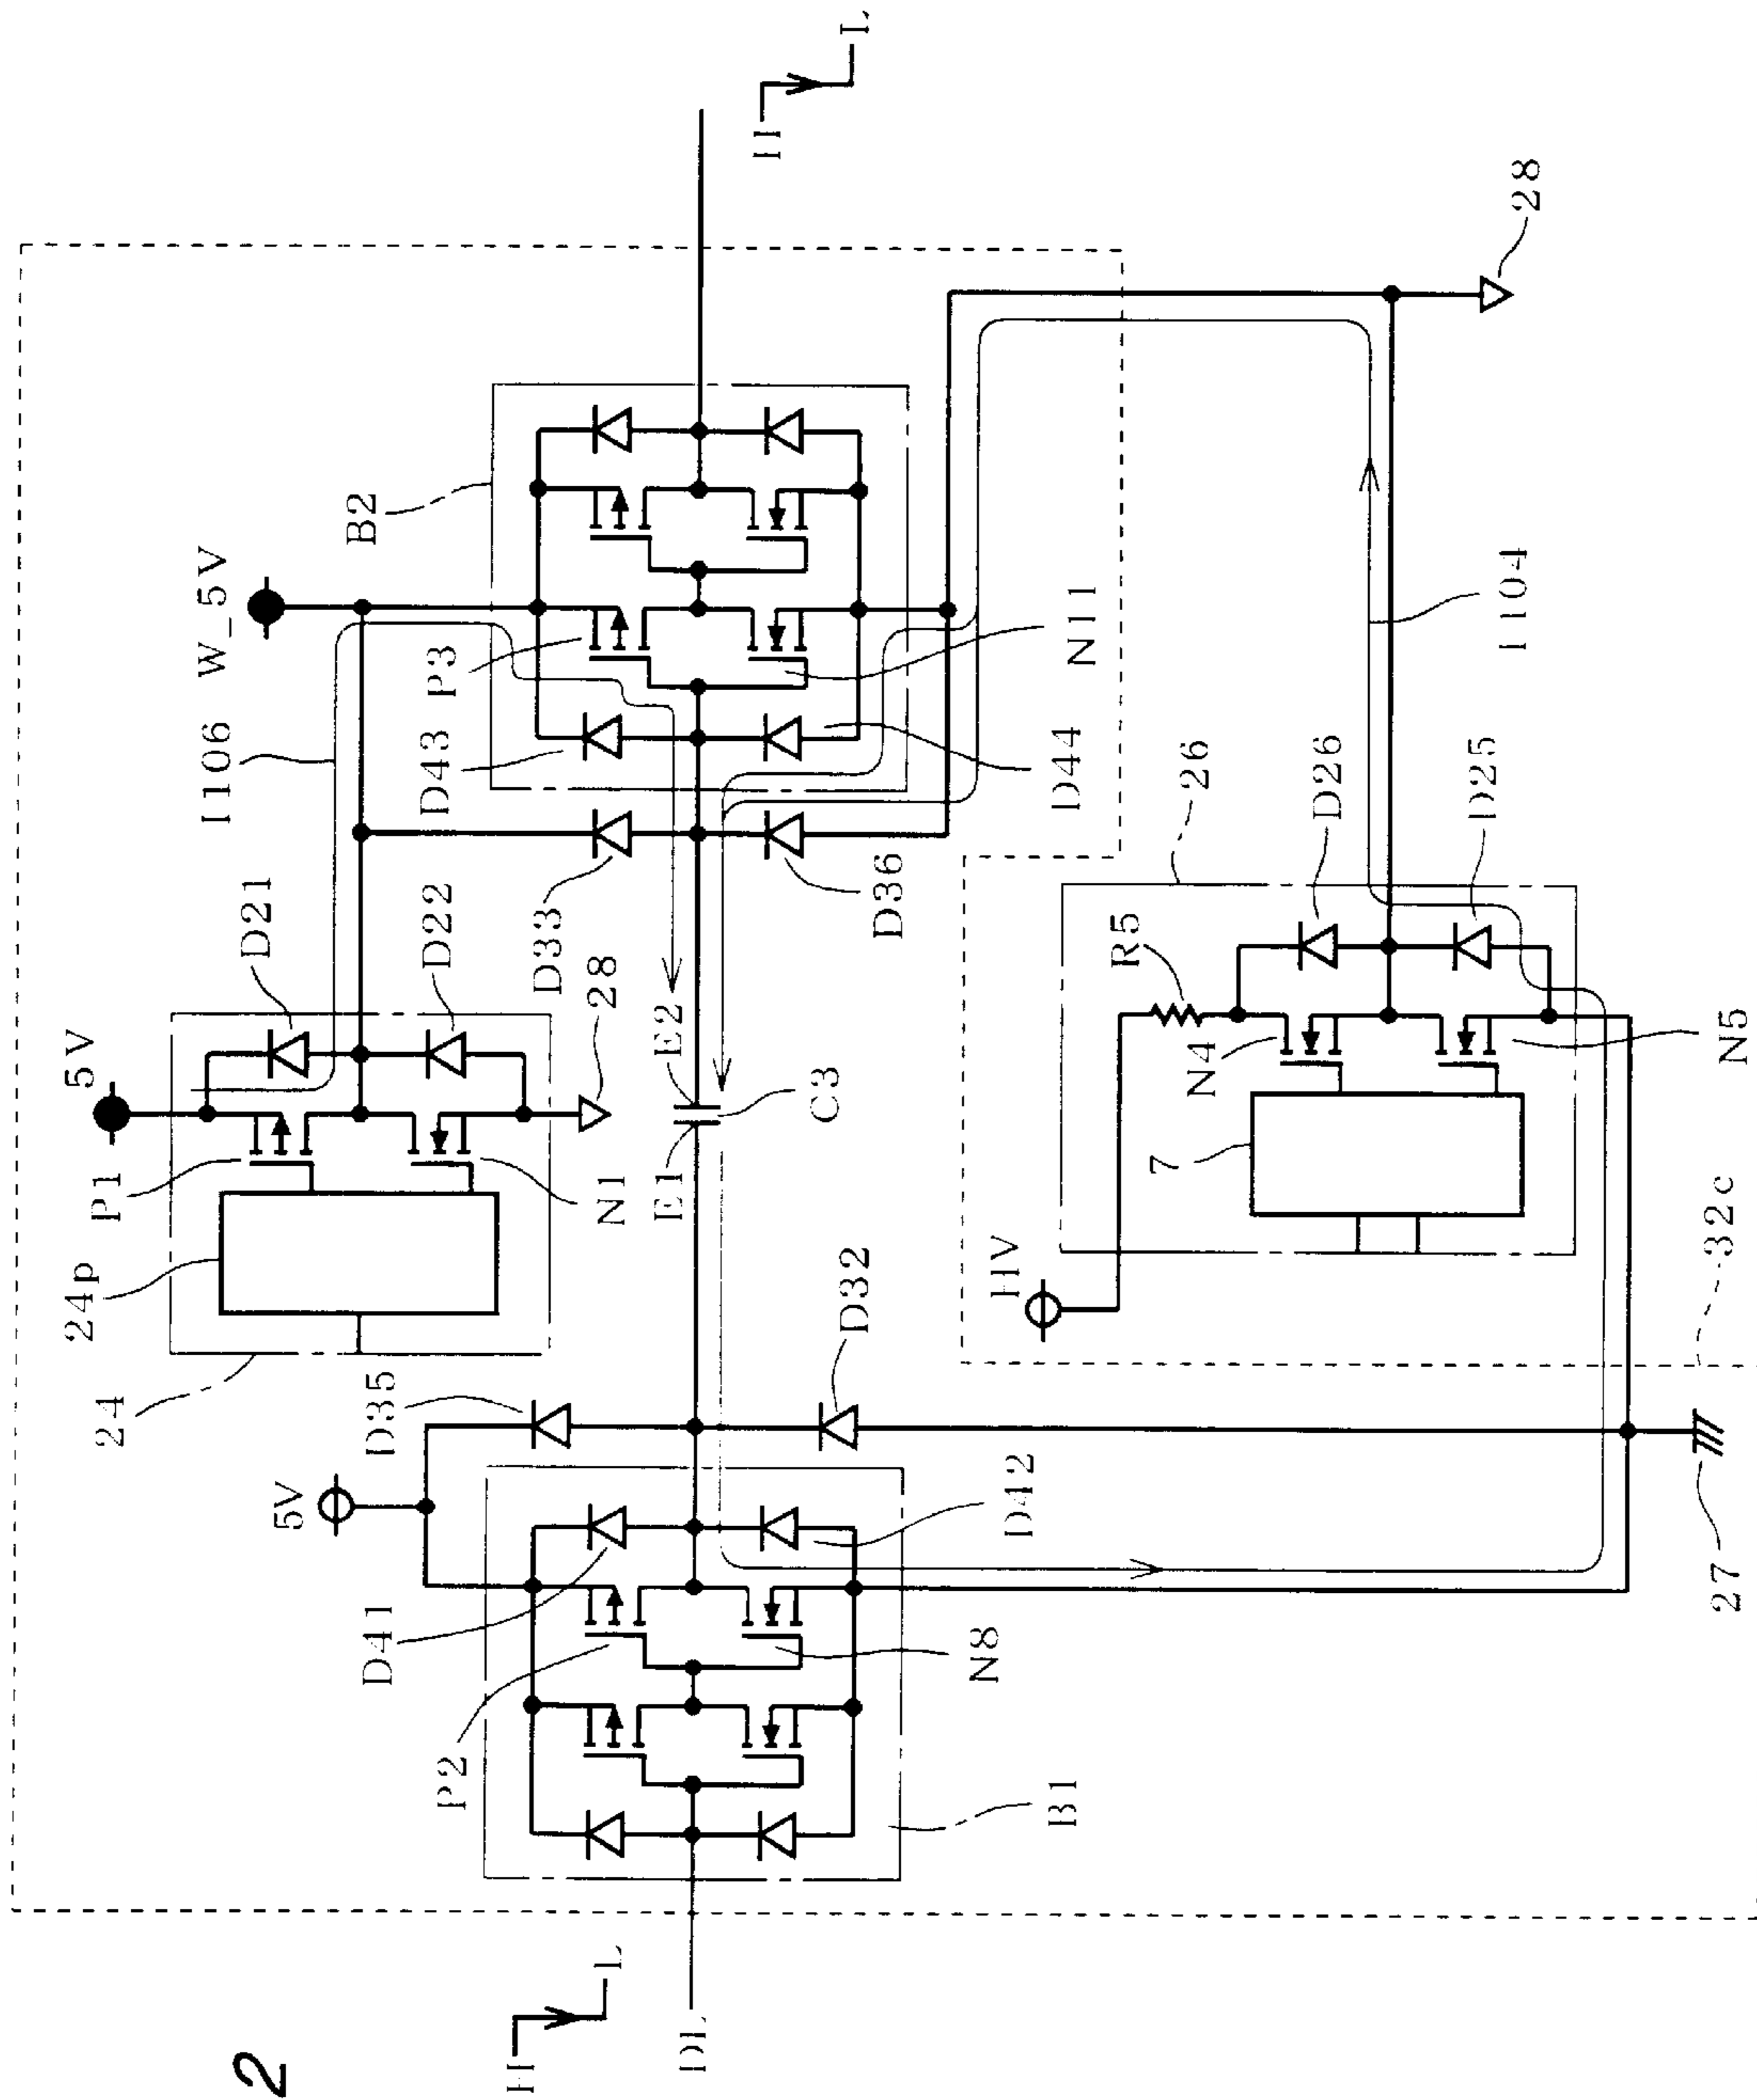 2
H
L
DL
24
24p
P1
N1
5V
D21
D22
28
I106
W_5V
B2
H
L
5V
D35
D41
P2
N8
D42
B1
D32
E1
E2
C3
D33
D36
D43
P3
D44
N11
HV
R5
26
D26
D25
N4
N5
7
I104
28
27
32c